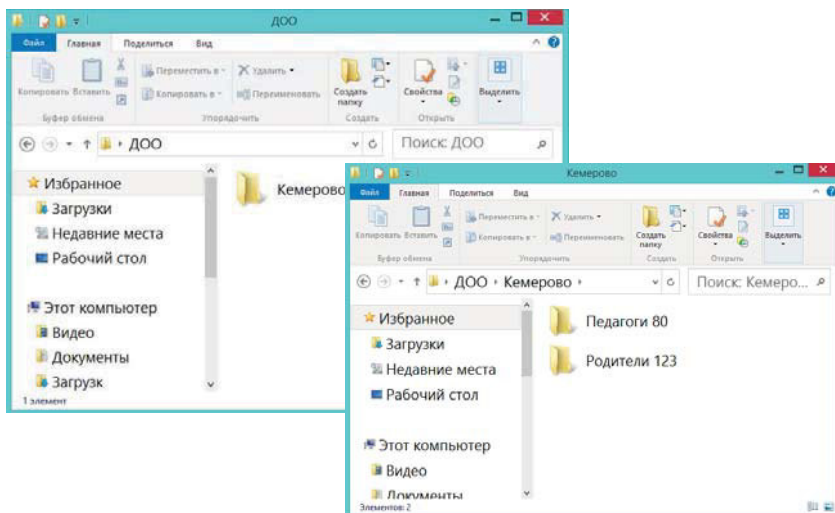 ДОО
Файл Главная Поделиться Вид
Копировать Вставить
Переместить в
Копировать в
Удалить
Переименовать
Создать папку
Свойства
Выделить
Буфер обмена Упорядочить Создать Открыть
ДОО
Поиск: ДОО
Избранное
Загрузки
Недавние места
Рабочий стол
Этот компьютер
Видео
Документы
Загрузк
1 элемент
Кемерово
Кемерово
Файл Главная Поделиться Вид
Копировать Вставить
Переместить в
Копировать в
Удалить
Переименовать
Создать папку
Свойства
Выделить
Буфер обмена Упорядочить Создать Открыть
ДОО Кемерово
Поиск: Кемеро...
Избранное
Загрузки
Недавние места
Рабочий стол
Этот компьютер
Видео
Документы
Элементов: 2
Педагоги 80
Родители 123